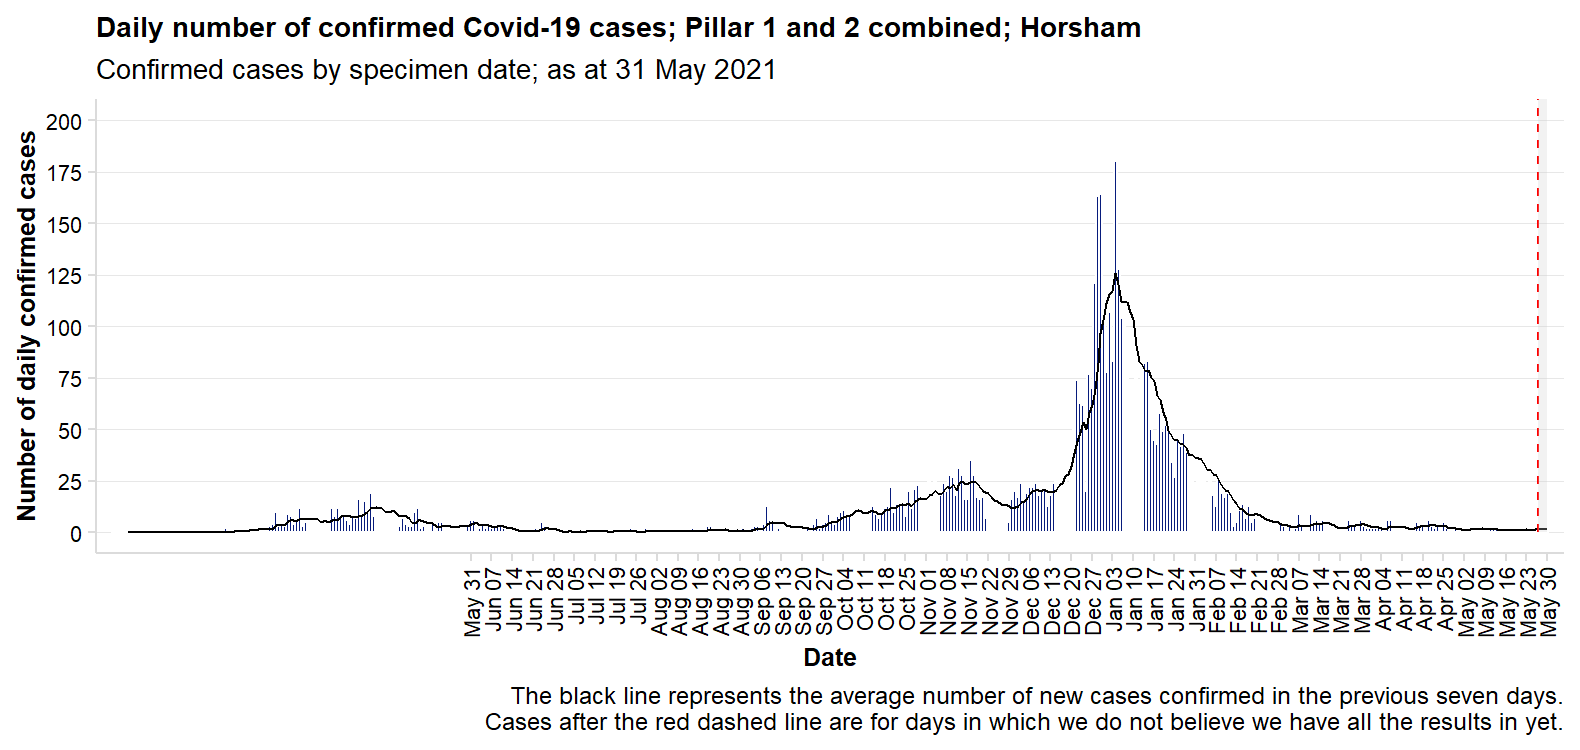 Daily number of confirmed Covid-19 cases; Pillar 1 and 2 combined; Horsham
Confirmed cases by specimen date; as at 31 May 2021
Number of daily confirmed cases
200
175
150
125
100
75
50
25
0
May 31
Jun 07
Jun 14
Jun 21
Jun 28
Jul 05
Jul 12
Jul 19
Jul 26
Aug 02
Aug 09
Aug 16
Aug 23
Aug 30
Sep 06
Sep 13
Sep 20
Sep 27
Oct 04
Oct 11
Oct 18
Oct 25
Nov 01
Nov 08
Nov 15
Nov 22
Nov 29
Dec 06
Dec 13
Dec 20
Dec 27
Jan 03
Jan 10
Jan 17
Jan 24
Jan 31
Feb 07
Feb 14
Feb 21
Feb 28
Mar 07
Mar 14
Mar 21
Mar 28
Apr 04
Apr 11
Apr 18
Apr 25
May 02
May 09
May 16
May 23
May 30
Date
The black line represents the average number of new cases confirmed in the previous seven days.
Cases after the red dashed line are for days in which we do not believe we have all the results in yet.